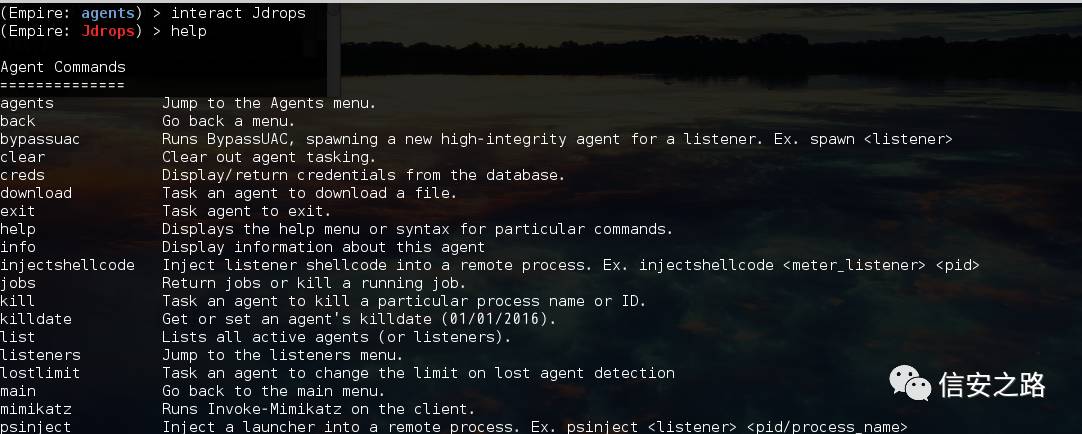 (Empire: agents) > interact Jdrops
(Empire: Jdrops) > help
Agent Commands
==============
agents Jump to the Agents menu.
back Go back a menu.
bypassuac Runs BypassUAC, spawning a new high-integrity agent for a listener. Ex. spawn <listener>
clear Clear out agent tasking.
creds Display/return credentials from the database.
download Task an agent to download a file.
exit Task agent to exit.
help Displays the help menu or syntax for particular commands.
info Display information about this agent
injectshellcode Inject listener shellcode into a remote process. Ex. injectshellcode <meter_listener> <pid>
jobs Return jobs or kill a running job.
kill Task an agent to kill a particular process name or ID.
killdate Get or set an agent's killdate (01/01/2016).
list Lists all active agents (or listeners).
listeners Jump to the listeners menu.
lostlimit Task an agent to change the limit on lost agent detection
main Go back to the main menu.
mimikatz Runs Invoke-Mimikatz on the client.
psinject Inject a launcher into a remote process. Ex. psinject <listener> <pid/process_name>
信安之路